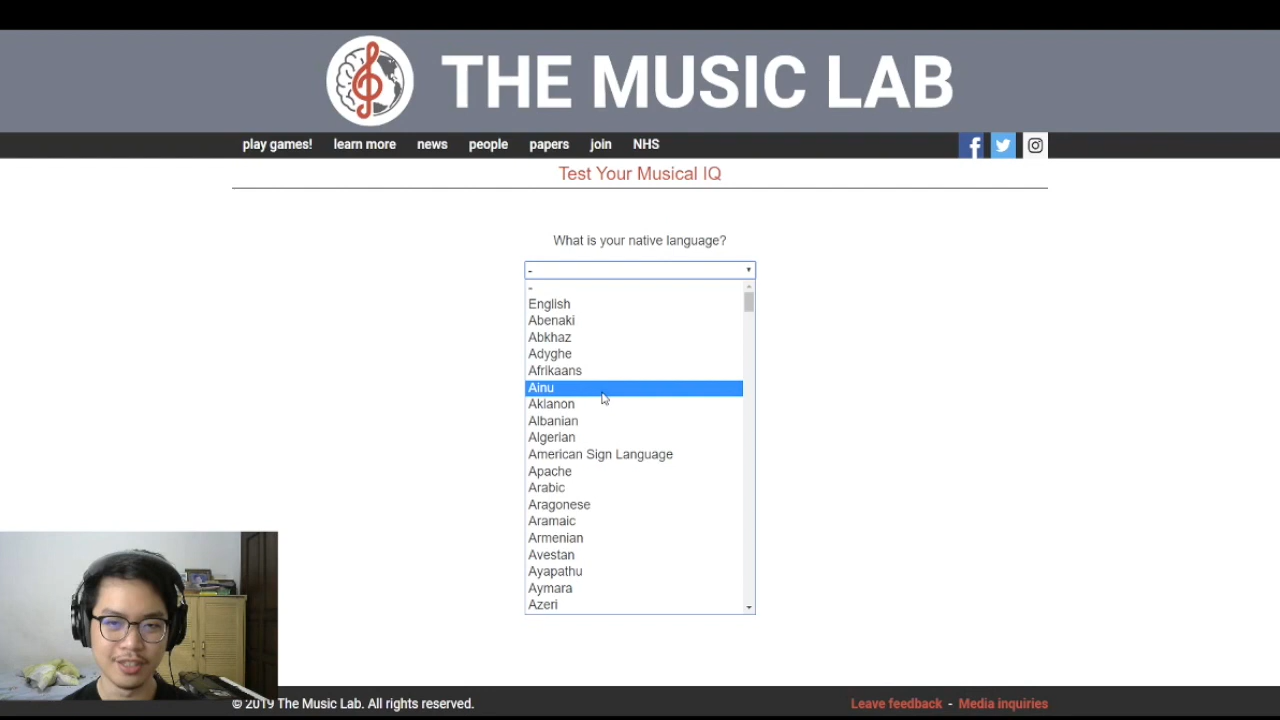 THE MUSIC LAB
play games! learn more news people papers join NHS
Test Your Musical IQ
What is your native language?
-
-
English
Abenaki
Abkhaz
Adyghe
Afrikaans
Ainu
Aklanon
Albanian
Algerian
American Sign Language
Apache
Arabic
Aragonese
Aramaic
Armenian
Avestan
Ayapathu
Aymara
Azeri
© 2019 The Music Lab. All rights reserved. Leave feedback - Media inquiries